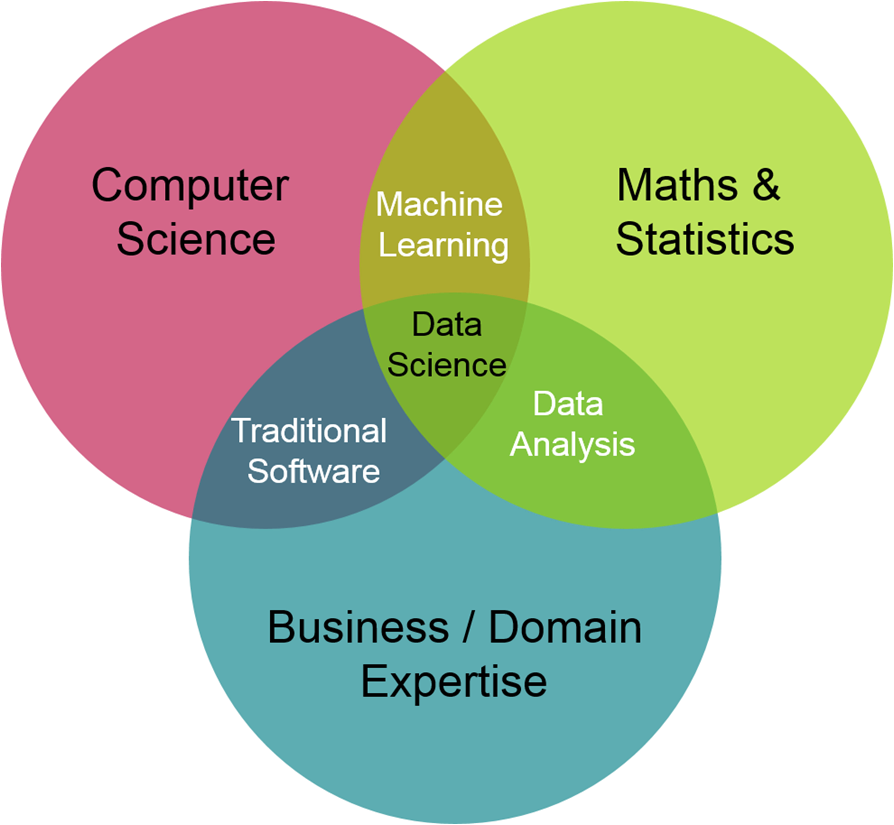 Computer
Science
Maths &
Statistics
Machine
Learning
Data
Science
Traditional
Software
Data
Analysis
Business / Domain
Expertise